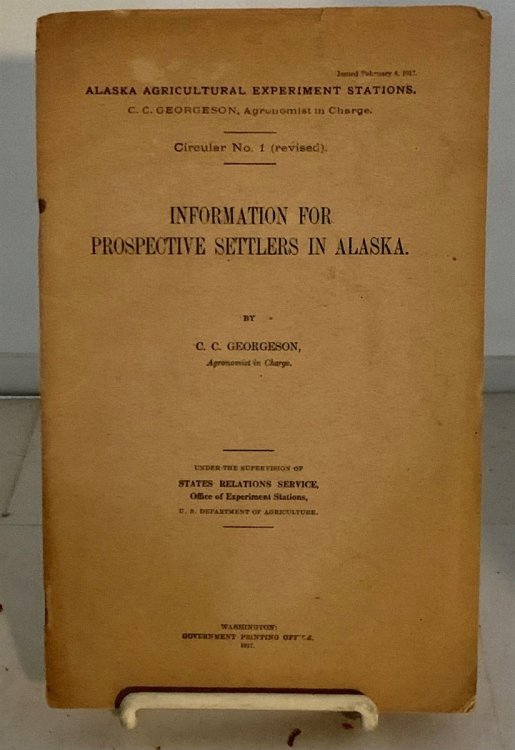 Issued February 6, 1917.
ALASKA AGRICULTURAL EXPERIMENT STATIONS.
C. C. GEORGESON, Agronomist in Charge.
Circular No. 1 (revised).
INFORMATION FOR
PROSPECTIVE SETTLERS IN ALASKA.
BY
C. C. GEORGESON,
Agronomist in Charge.
UNDER THE SUPERVISION OF
STATES RELATIONS SERVICE,
Office of Experiment Stations,
U. S. DEPARTMENT OF AGRICULTURE.
WASHINGTON:
GOVERNMENT PRINTING OFFICE.
1917.